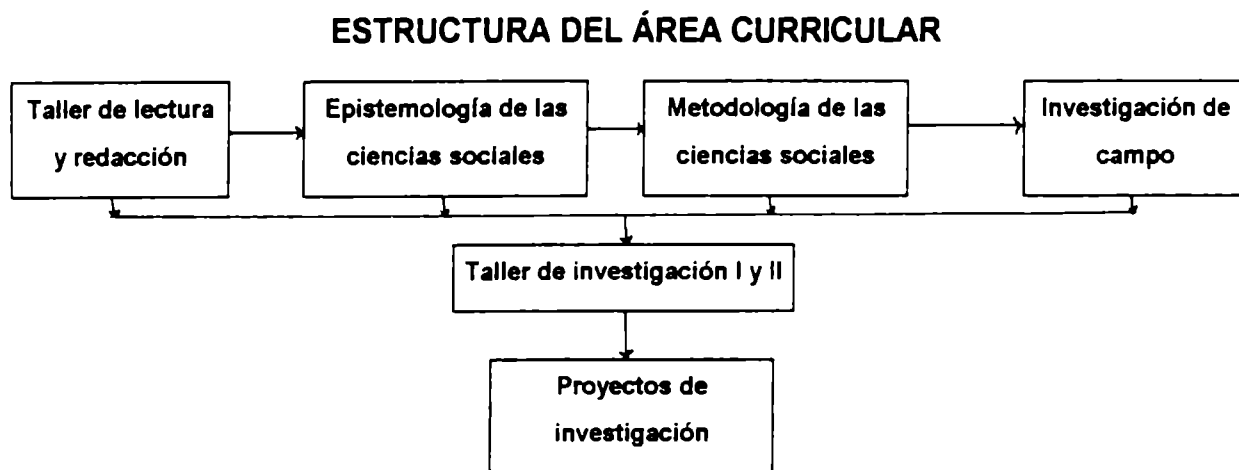 ESTRUCTURA DEL ÁREA CURRICULAR
Taller de lectura
y redacción
Epistemología de las
ciencias sociales
Metodología de las
ciencias sociales
Investigación de
campo
Taller de investigación I y II
Proyectos de
investigación